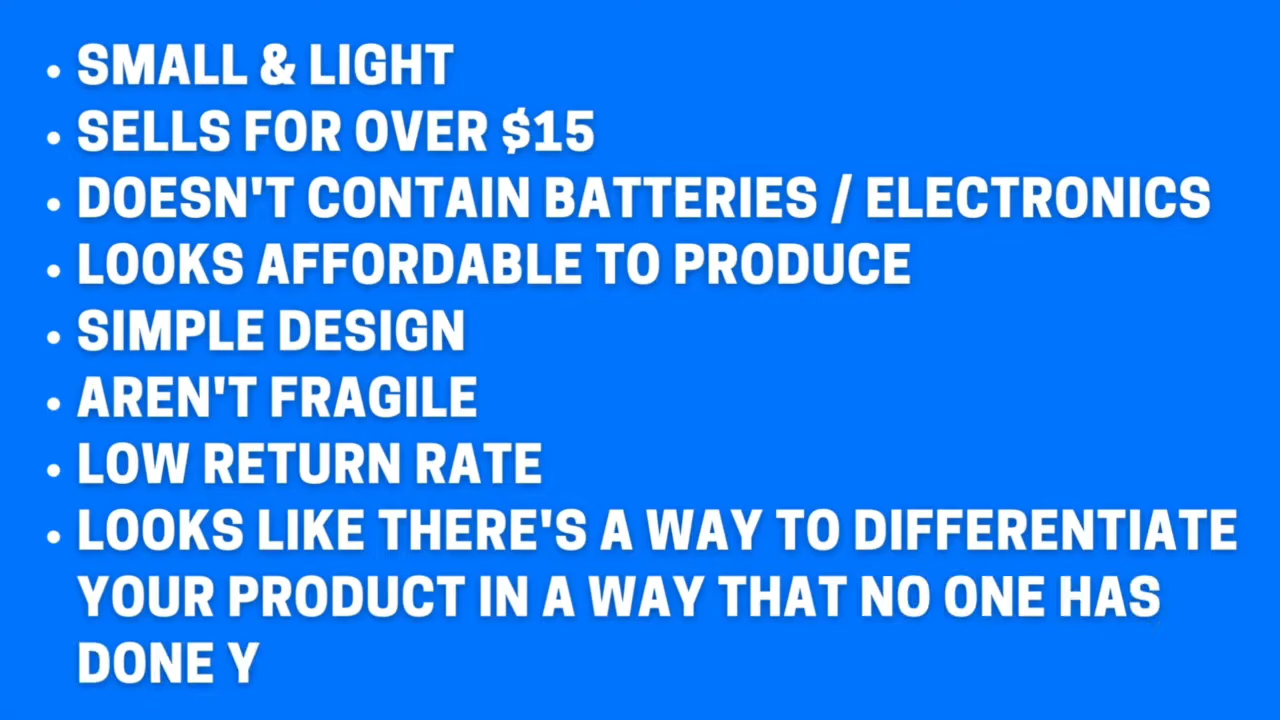 • SMALL & LIGHT
• SELLS FOR OVER $15
• DOESN'T CONTAIN BATTERIES / ELECTRONICS
• LOOKS AFFORDABLE TO PRODUCE
• SIMPLE DESIGN
• AREN'T FRAGILE
• LOW RETURN RATE
• LOOKS LIKE THERE'S A WAY TO DIFFERENTIATE
YOUR PRODUCT IN A WAY THAT NO ONE HAS
DONE Y